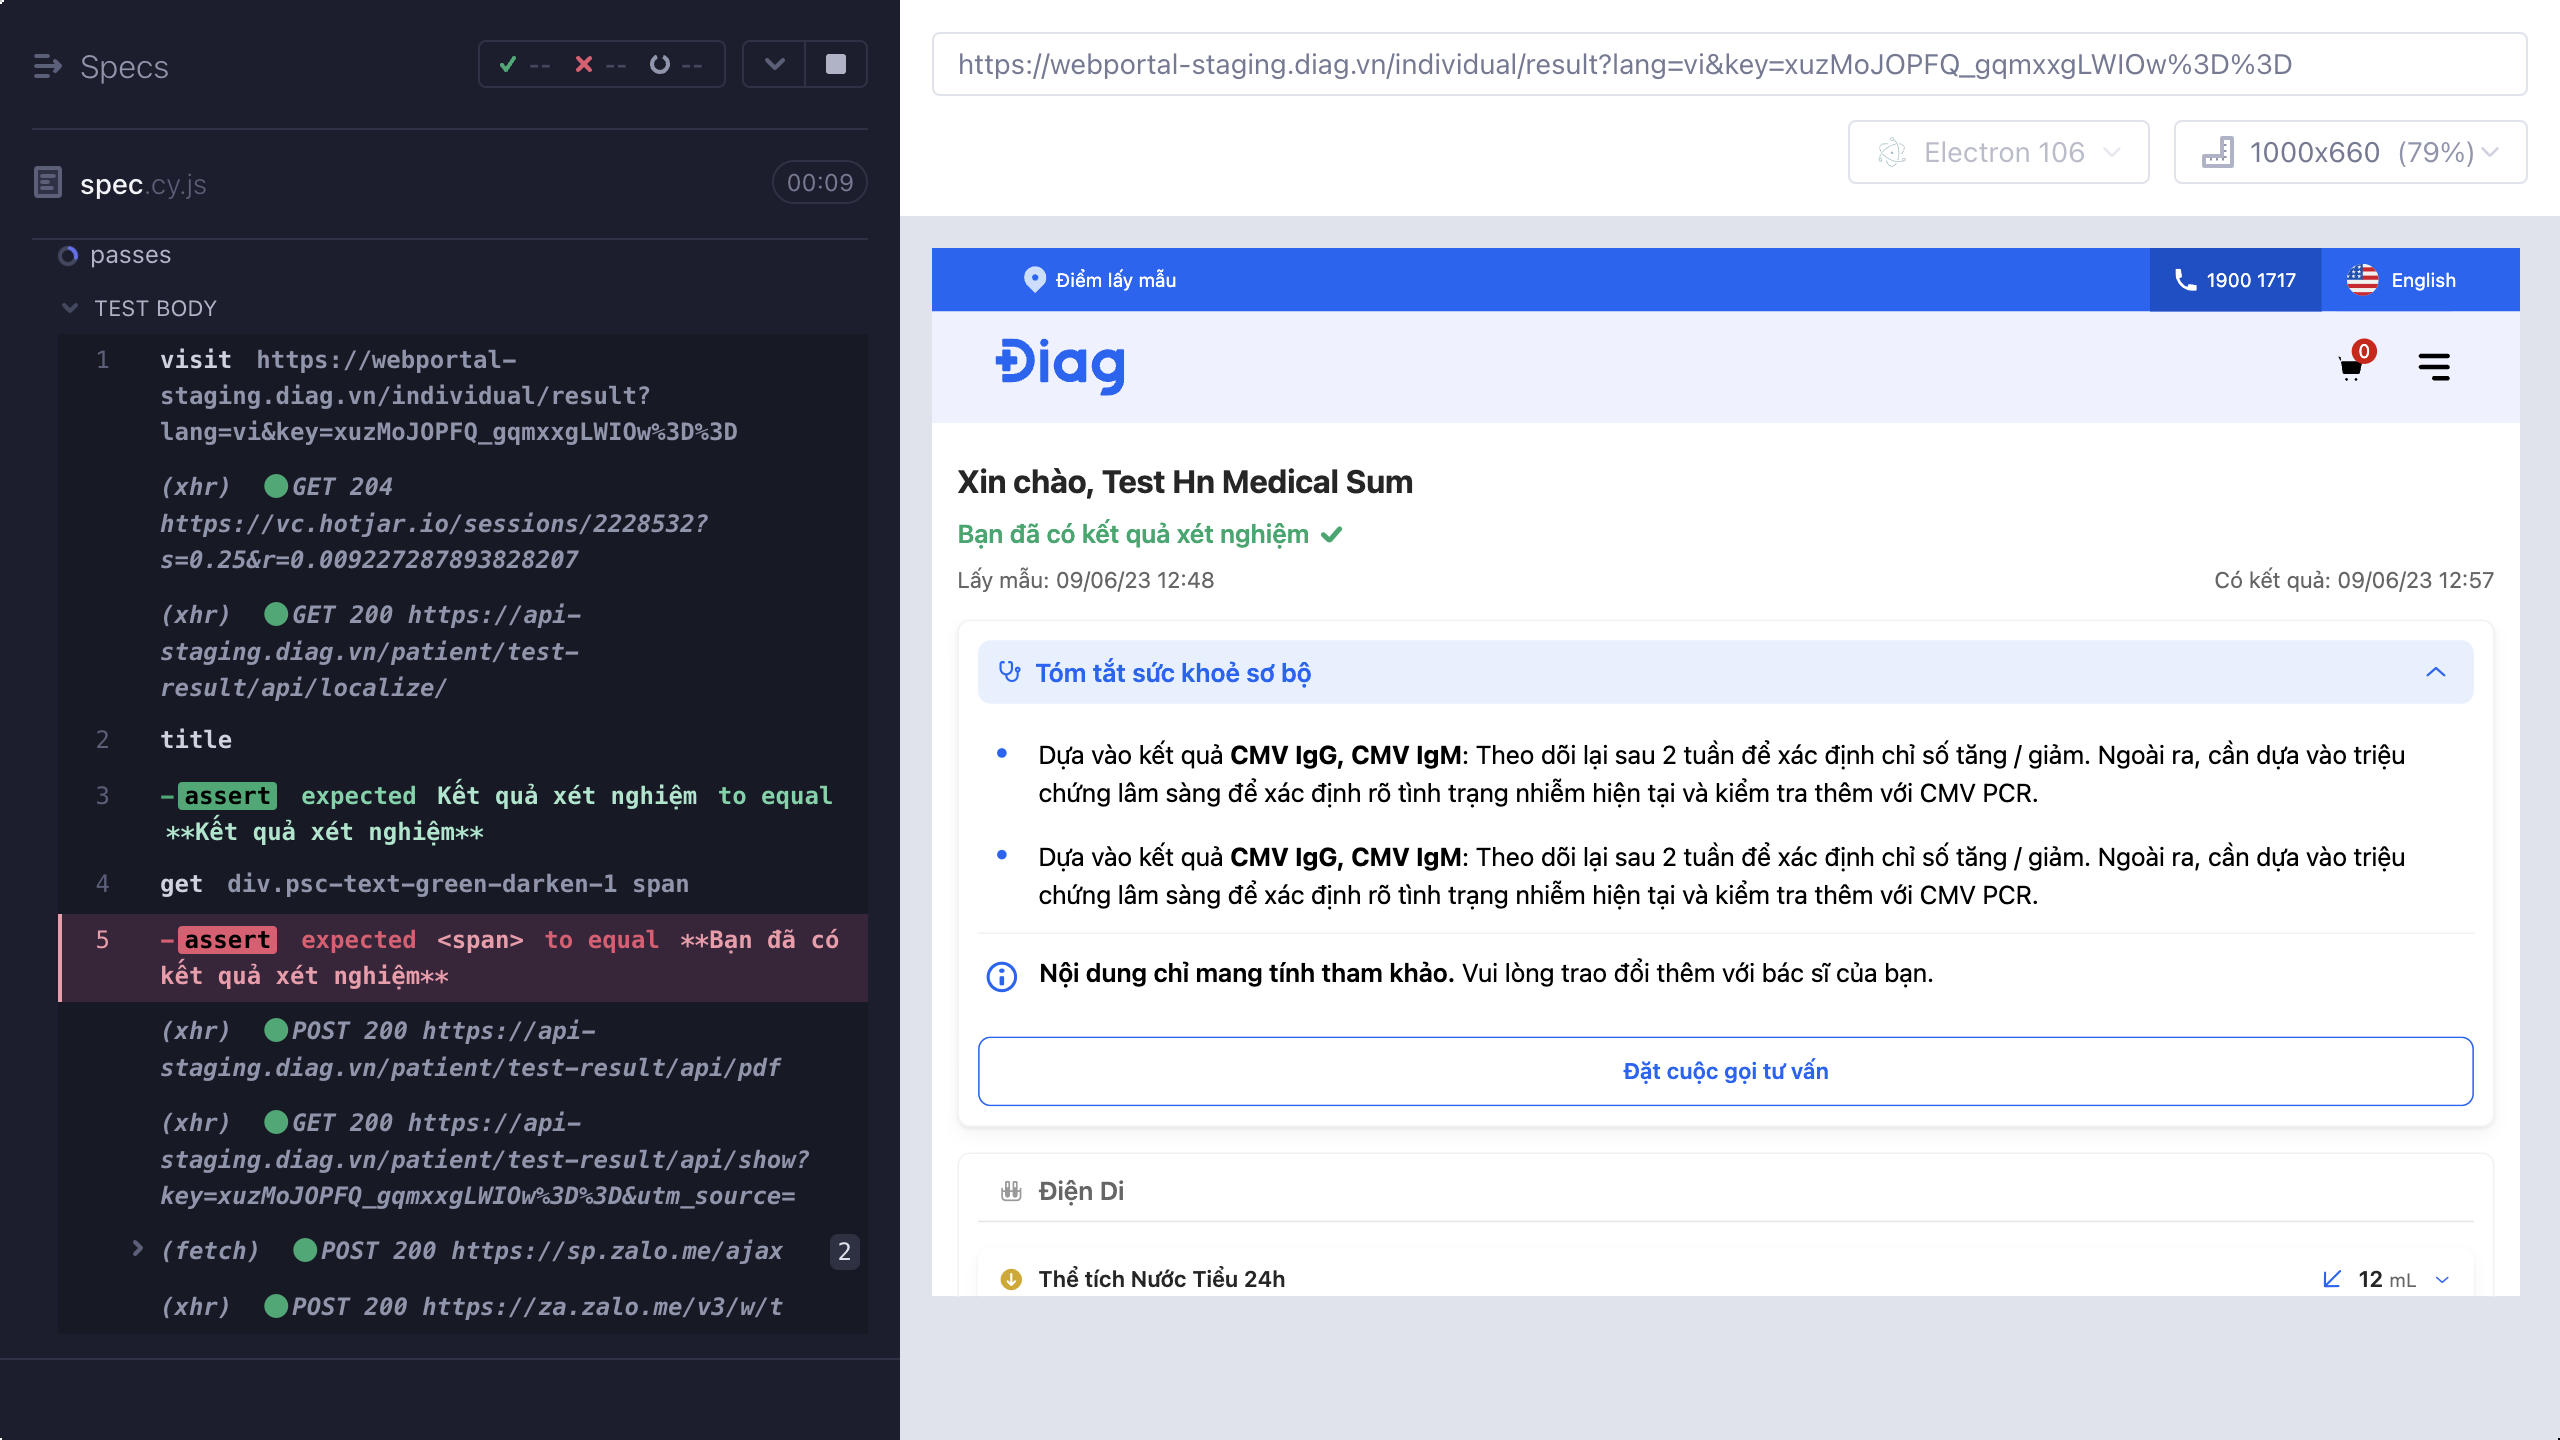 Specs
-- -- --
spec.cy.js
00:09
passes
TEST BODY
1 visit https://webportal-
staging.diag.vn/individual/result?
lang=vi&key=xuzMoJOPFQ_gqmxxgLWIOw%3D%3D
(xhr) GET 204
https://vc.hotjar.io/sessions/2228532?
s=0.25&r=0.009227287893828207
(xhr) GET 200 https://api-
staging.diag.vn/patient/test-
result/api/localize/
2 title
3 -assert expected Kết quả xét nghiệm to equal
**Kết quả xét nghiệm**
4 get div.psc-text-green-darken-1 span
5 -assert expected <span> to equal **Bạn đã có
kết quả xét nghiệm**
(xhr) POST 200 https://api-
staging.diag.vn/patient/test-result/api/pdf
(xhr) GET 200 https://api-
staging.diag.vn/patient/test-result/api/show?
key=xuzMoJOPFQ_gqmxxgLWIOw%3D%3D&utm_source=
(fetch) POST 200 https://sp.zalo.me/ajax 2
(xhr) POST 200 https://za.zalo.me/v3/w/t
https://webportal-staging.diag.vn/individual/result?lang=vi&key=xuzMoJOPFQ_gqmxxgLWIOw%3D%3D
Electron 106
1000x660 (79%)
Điểm lấy mẫu
1900 1717
English
Điag
0
Xin chào, Test Hn Medical Sum
Bạn đã có kết quả xét nghiệm
Lấy mẫu: 09/06/23 12:48
Có kết quả: 09/06/23 12:57
Tóm tắt sức khoẻ sơ bộ
Dựa vào kết quả CMV IgG, CMV IgM: Theo dõi lại sau 2 tuần để xác định chỉ số tăng / giảm. Ngoài ra, cần dựa vào triệu
chứng lâm sàng để xác định rõ tình trạng nhiễm hiện tại và kiểm tra thêm với CMV PCR.
Dựa vào kết quả CMV IgG, CMV IgM: Theo dõi lại sau 2 tuần để xác định chỉ số tăng / giảm. Ngoài ra, cần dựa vào triệu
chứng lâm sàng để xác định rõ tình trạng nhiễm hiện tại và kiểm tra thêm với CMV PCR.
Nội dung chỉ mang tính tham khảo. Vui lòng trao đổi thêm với bác sĩ của bạn.
Đặt cuộc gọi tư vấn
Điện Di
Thể tích Nước Tiểu 24h
12 mL